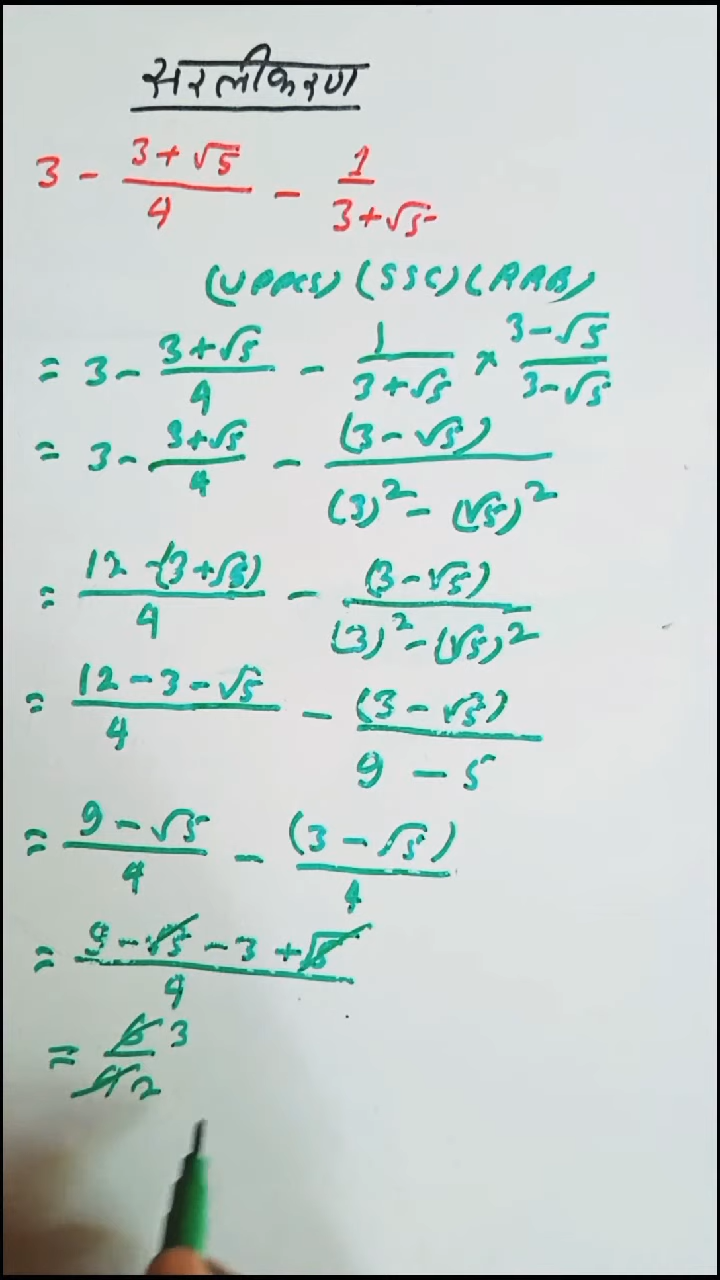 सरलीकरण
3 - (3+√5)/4 - 1/(3+√5)
(UPPCS) (SSC) (RRB)
= 3 - (3+√5)/4 - 1/(3+√5) × (3-√5)/(3-√5)
= 3 - (3+√5)/4 - (3-√5)/((3)² - (√5)²)
= (12 - (3+√5))/4 - (3-√5)/((3)² - (√5)²)
= (12 - 3 - √5)/4 - (3-√5)/(9 - 5)
= (9 - √5)/4 - (3 - √5)/4
= (9 - √5 - 3 + √5)/4
= 6/4 3/2